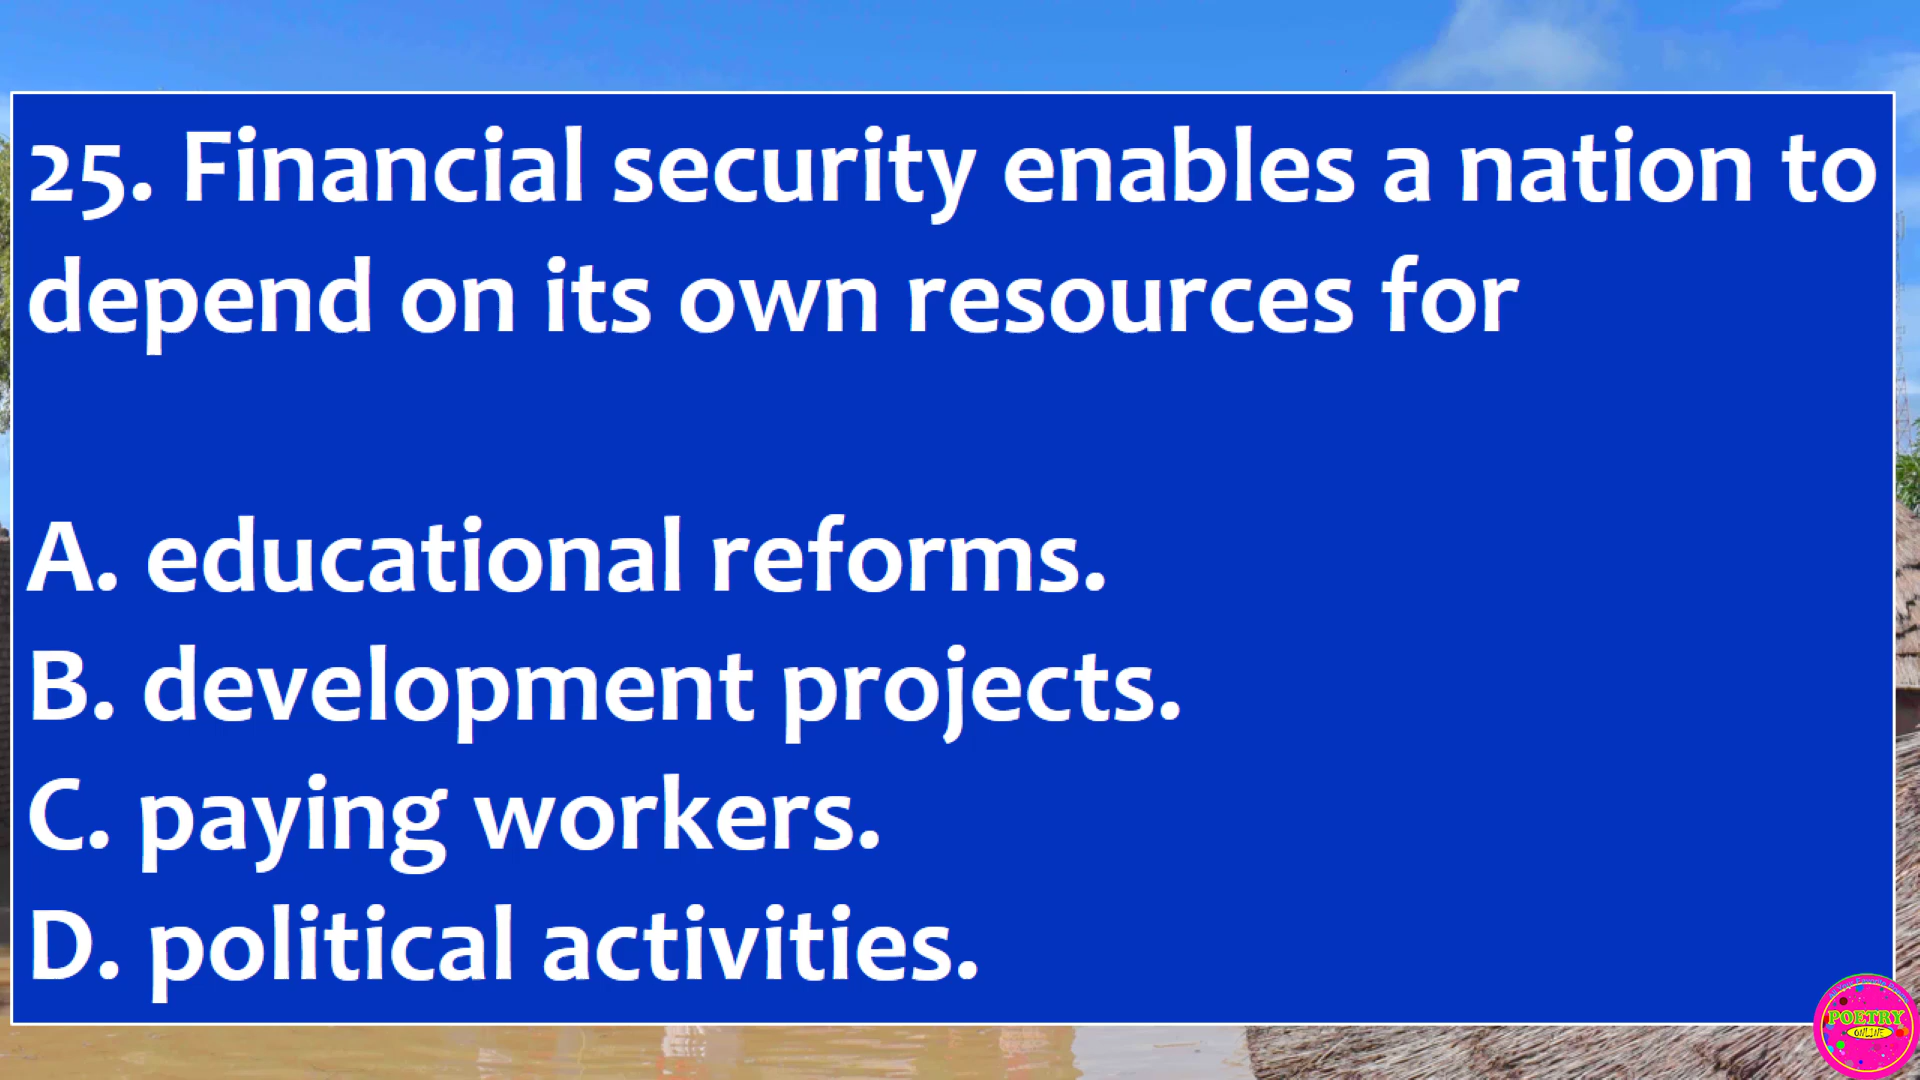 25. Financial security enables a nation to
depend on its own resources for
A. educational reforms.
B. development projects.
C. paying workers.
D. political activities.
POETRY
ONLINE